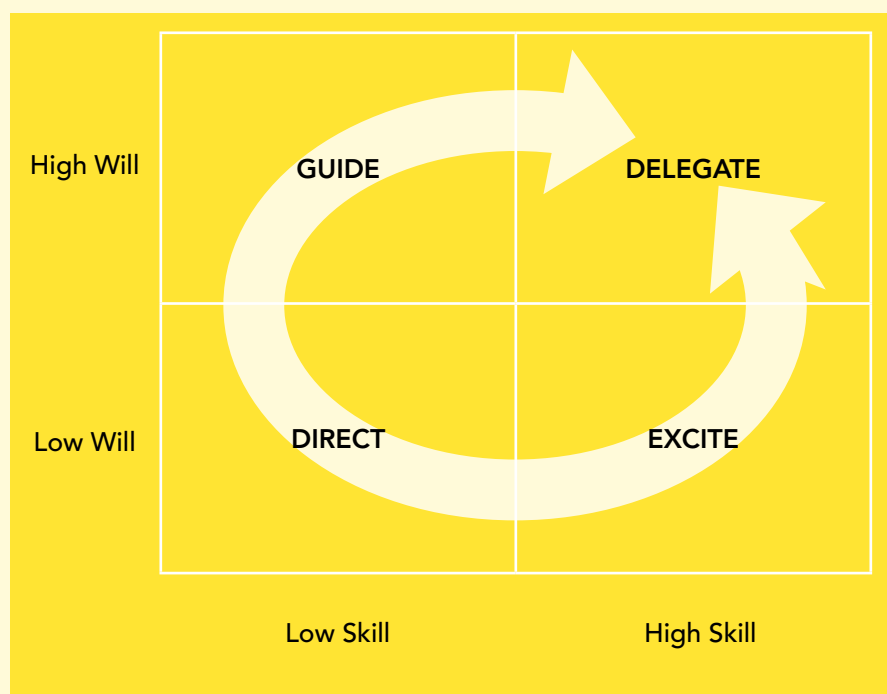 High Will
GUIDE
DELEGATE
Low Will
DIRECT
EXCITE
Low Skill
High Skill